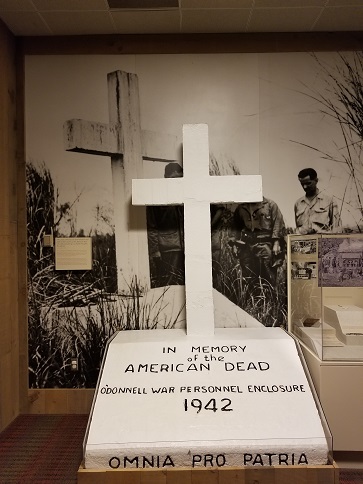 IN MEMORY
of the
AMERICAN DEAD
O'DONNELL WAR PERSONNEL ENCLOSURE
1942
OMNIA PRO PATRIA